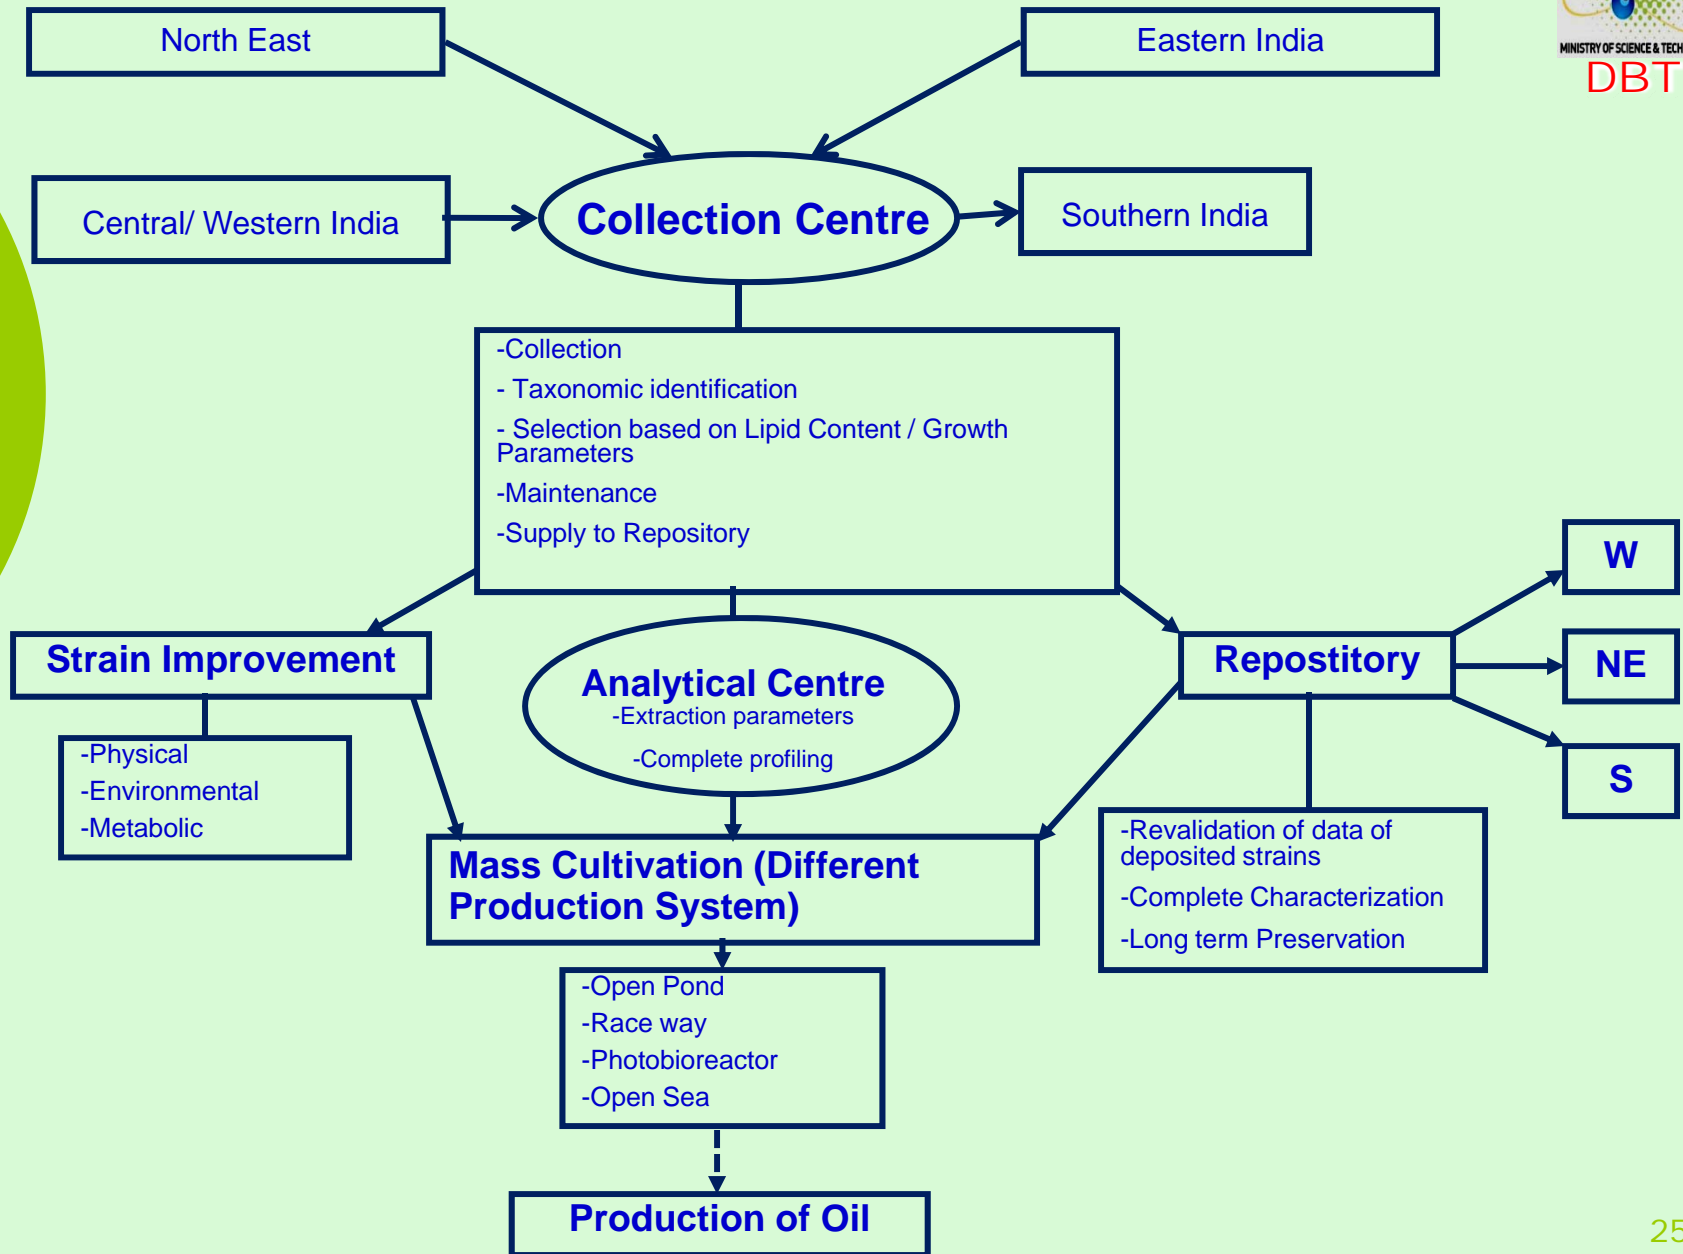 North East
Eastern India
MINISTRY OF SCIENCE & TECH
DBT
Central/ Western India
Collection Centre
Southern India
-Collection
- Taxonomic identification
- Selection based on Lipid Content / Growth
Parameters
-Maintenance
-Supply to Repository
W
Strain Improvement
Analytical Centre
-Extraction parameters
-Complete profiling
Repostitory
NE
-Physical
-Environmental
-Metabolic
S
Mass Cultivation (Different
Production System)
-Revalidation of data of
deposited strains
-Complete Characterization
-Long term Preservation
-Open Pond
-Race way
-Photobioreactor
-Open Sea
Production of Oil
25